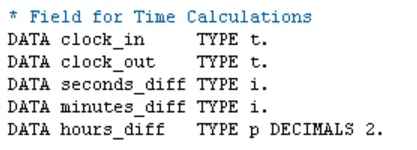 * Field for Time Calculations
DATA clock_in TYPE t.
DATA clock_out TYPE t.
DATA seconds_diff TYPE i.
DATA minutes_diff TYPE i.
DATA hours_diff TYPE p DECIMALS 2.